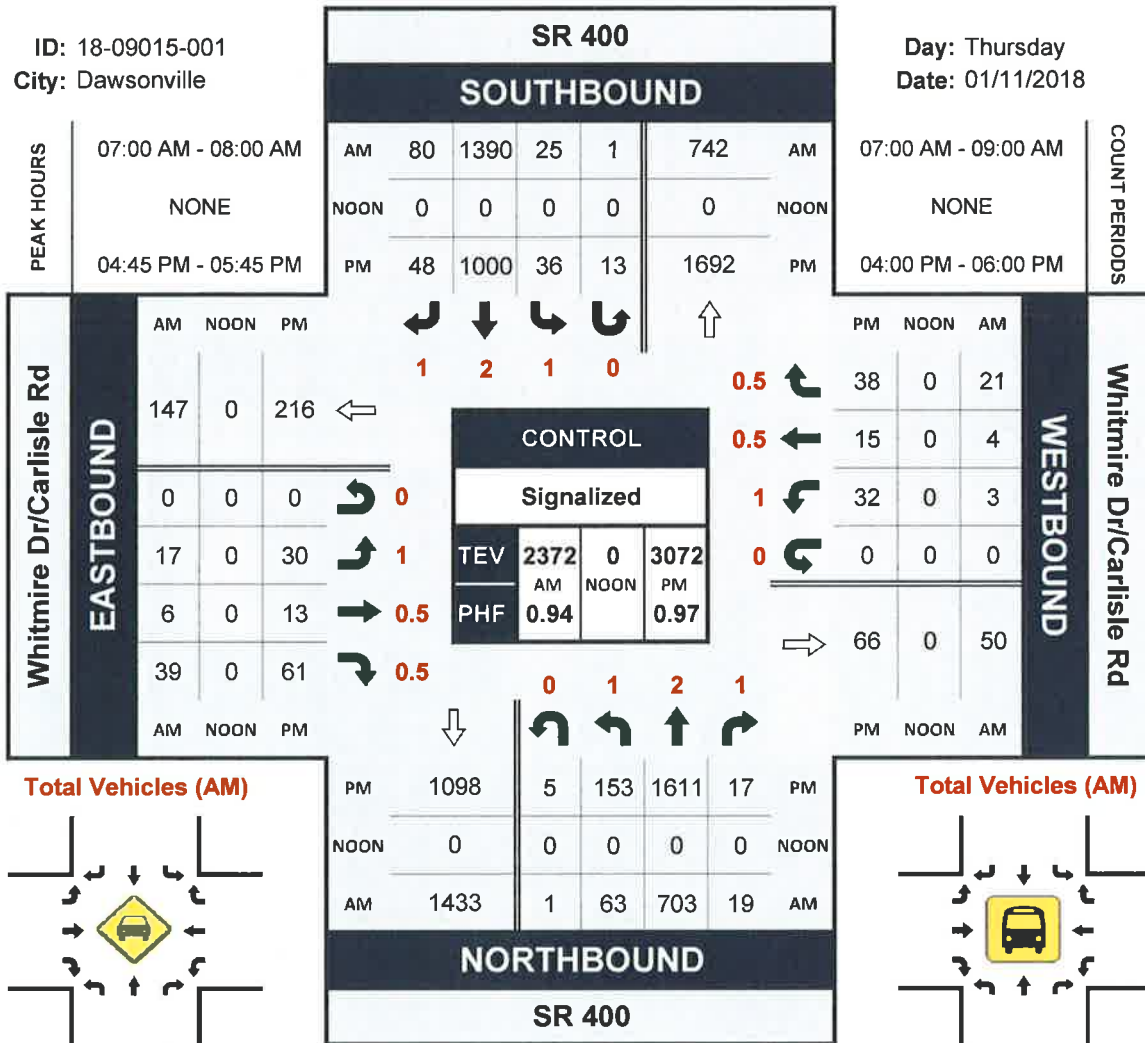 ID: 18-09015-001
City: Dawsonville
SR 400
SOUTHBOUND
Day: Thursday
Date: 01/11/2018
PEAK HOURS
07:00 AM - 08:00 AM
NONE
04:45 PM - 05:45 PM
AM 80 1390 25 1 742 AM
NOON 0 0 0 0 0 NOON
PM 48 1000 36 13 1692 PM
07:00 AM - 09:00 AM
NONE
04:00 PM - 06:00 PM
COUNT PERIODS
1 2 1 0
Whitmire Dr/Carlisle Rd
EASTBOUND
AM NOON PM
147 0 216
0 0 0 0
17 0 30 1
6 0 13 0.5
39 0 61 0.5
AM NOON PM
CONTROL
Signalized
TEV 2372 0 3072
AM NOON PM
PHF 0.94 0.97
PM NOON AM
0.5 38 0 21
0.5 15 0 4
1 32 0 3
0 0 0 0
66 0 50
PM NOON AM
WESTBOUND
Whitmire Dr/Carlisle Rd
0 1 2 1
PM 1098 5 153 1611 17 PM
NOON 0 0 0 0 0 NOON
AM 1433 1 63 703 19 AM
NORTHBOUND
SR 400
Total Vehicles (AM)
Total Vehicles (AM)